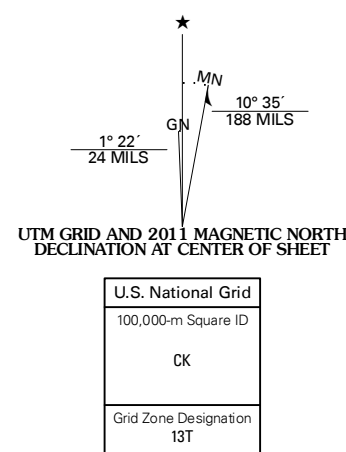 ★
MN
GN
10° 35´
188 MILS
1° 22´
24 MILS
UTM GRID AND 2011 MAGNETIC NORTH
DECLINATION AT CENTER OF SHEET
U.S. National Grid
100,000-m Square ID
CK
Grid Zone Designation
13T